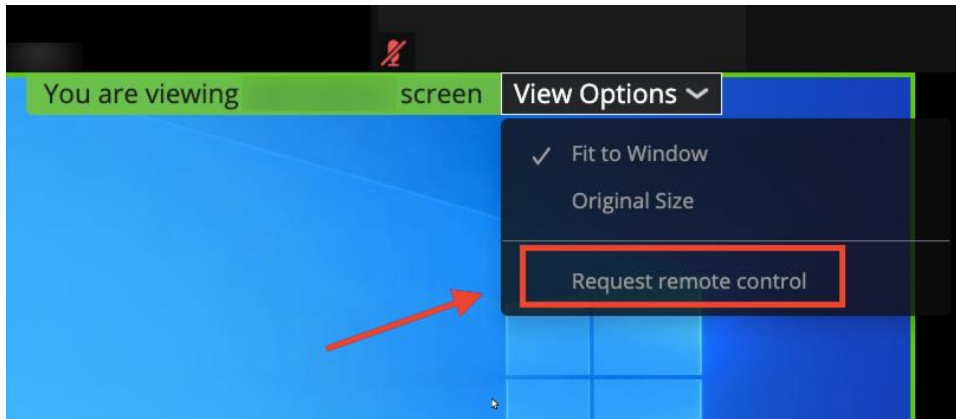 You are viewing screen View Options
Fit to Window
Original Size
Request remote control